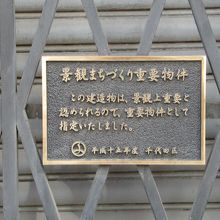 景観まちづくり重要物件
この建造物は、景観上重要と
認められるので、重要物件として
指定いたしました。
平成十五年度 千代田区